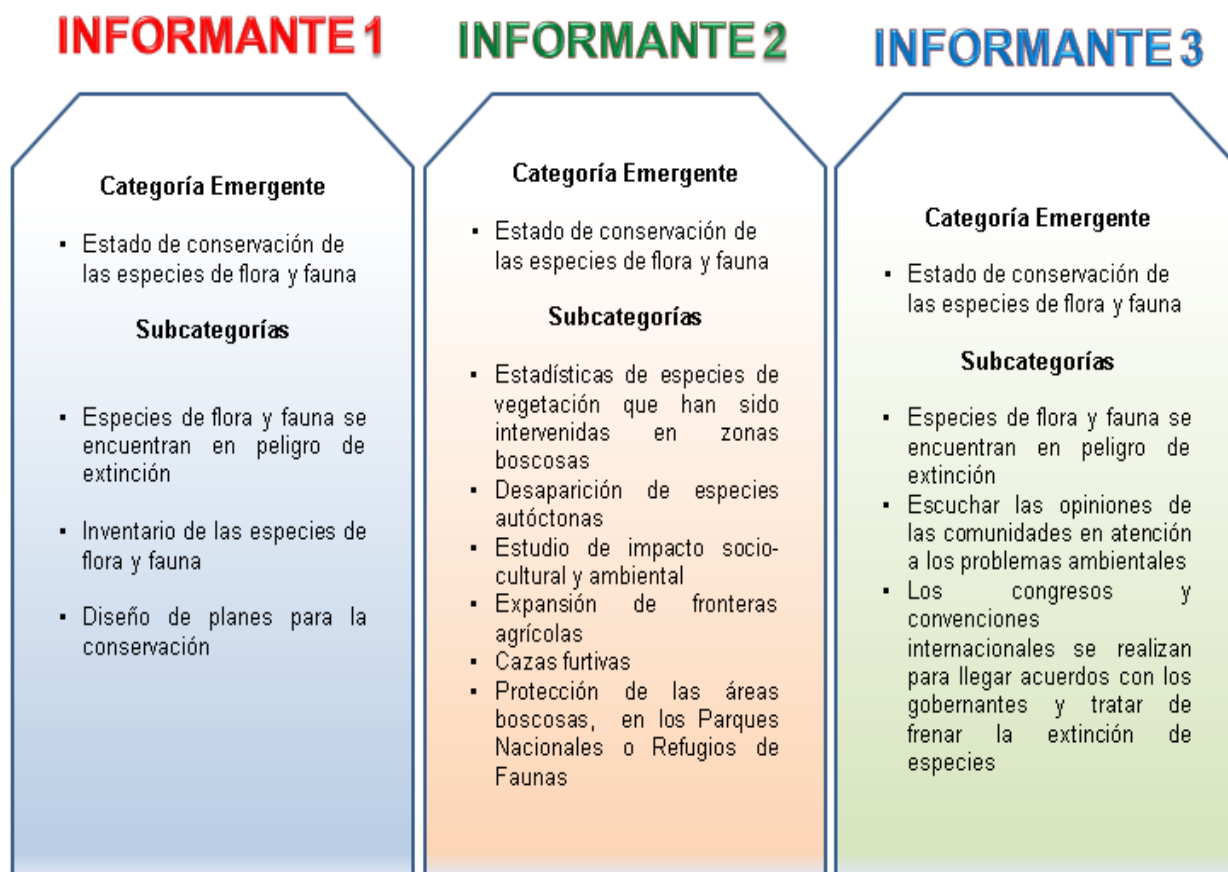 INFORMANTE 1
Categoría Emergente
▪ Estado de conservación de
las especies de flora y fauna
Subcategorías
▪ Especies de flora y fauna se
encuentran en peligro de
extinción
▪ Inventario de las especies de
flora y fauna
▪ Diseño de planes para la
conservación
INFORMANTE 2
Categoría Emergente
▪ Estado de conservación de
las especies de flora y fauna
Subcategorías
▪ Estadísticas de especies de
vegetación que han sido
intervenidas en zonas
boscosas
▪ Desaparición de especies
autóctonas
▪ Estudio de impacto socio-
cultural y ambiental
▪ Expansión de fronteras
agrícolas
▪ Cazas furtivas
▪ Protección de las áreas
boscosas, en los Parques
Nacionales o Refugios de
Faunas
INFORMANTE 3
Categoría Emergente
▪ Estado de conservación de
las especies de flora y fauna
Subcategorías
▪ Especies de flora y fauna se
encuentran en peligro de
extinción
▪ Escuchar las opiniones de
las comunidades en atención
a los problemas ambientales
▪ Los congresos y
convenciones
internacionales se realizan
para llegar acuerdos con los
gobernantes y tratar de
frenar la extinción de
especies